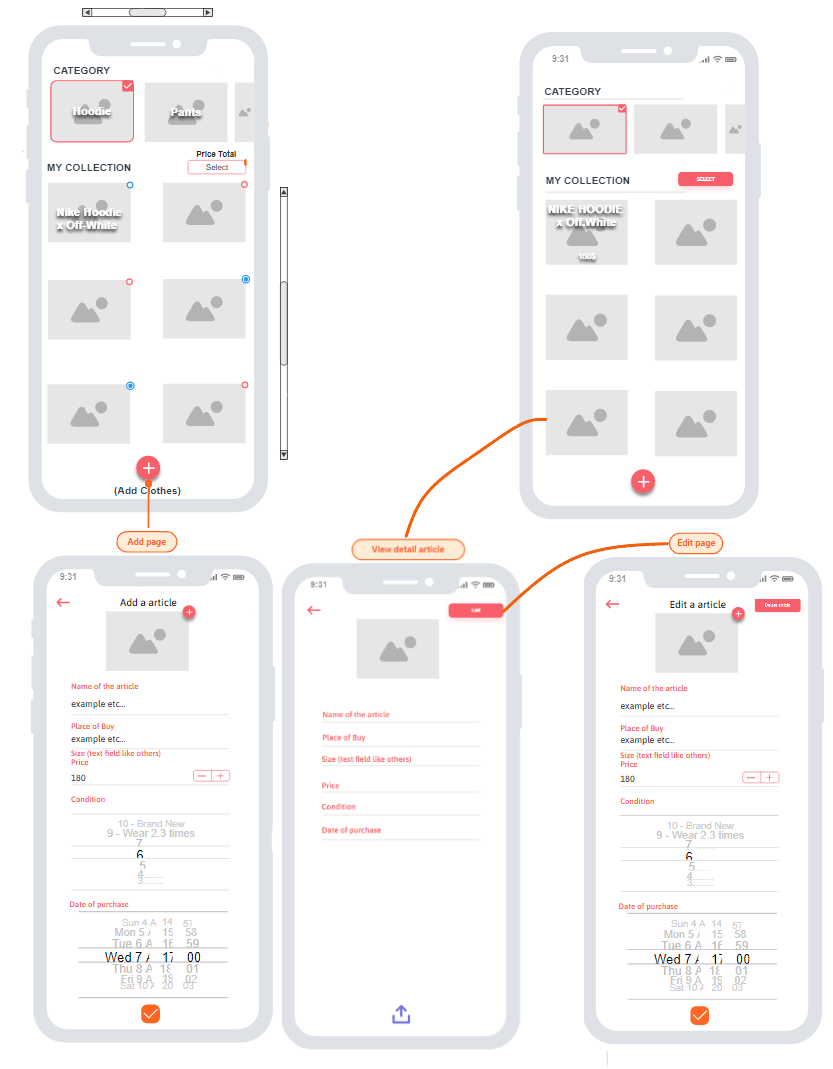 CATEGORY
Hoodie
Pants
Price Total
MY COLLECTION
Select
Nike Hoodie
x Off-White
(Add Clothes)
9:31
CATEGORY
MY COLLECTION
SELECT
NIKE HOODIE
x Off-White
Add page
View detail article
Edit page
9:31
Add a article
Name of the article
example etc...
Place of Buy
example etc...
Size (text field like others)
Price
180
Condition
10 - Brand New
9 - Wear 2.3 times
7
6
5
4........
3........
Date of purchase
Sun 4 A 14 57
Mon 5 / 15 58
Tue 6 A 16 59
Wed 7 A 17 00
Thu 8 A 18 01
Fri 9 A 19 02
Sat 10 A 20 03
9:31
Name of the article
Place of Buy
Size (text field like others)
Price
Condition
Date of purchase
9:31
Edit a article
Name of the article
example etc...
Place of Buy
example etc...
Size (text field like others)
Price
180
Condition
10 - Brand New
9 - Wear 2.3 times
7........
6
5........
4........
3........
Date of purchase
Sun 4 A 14 57
Mon 5 / 15 58
Tue 6 A 16 59
Wed 7 A 17 00
Thu 8 A 18 01
Fri 9 A 19 02
Sat 10 A 20 03